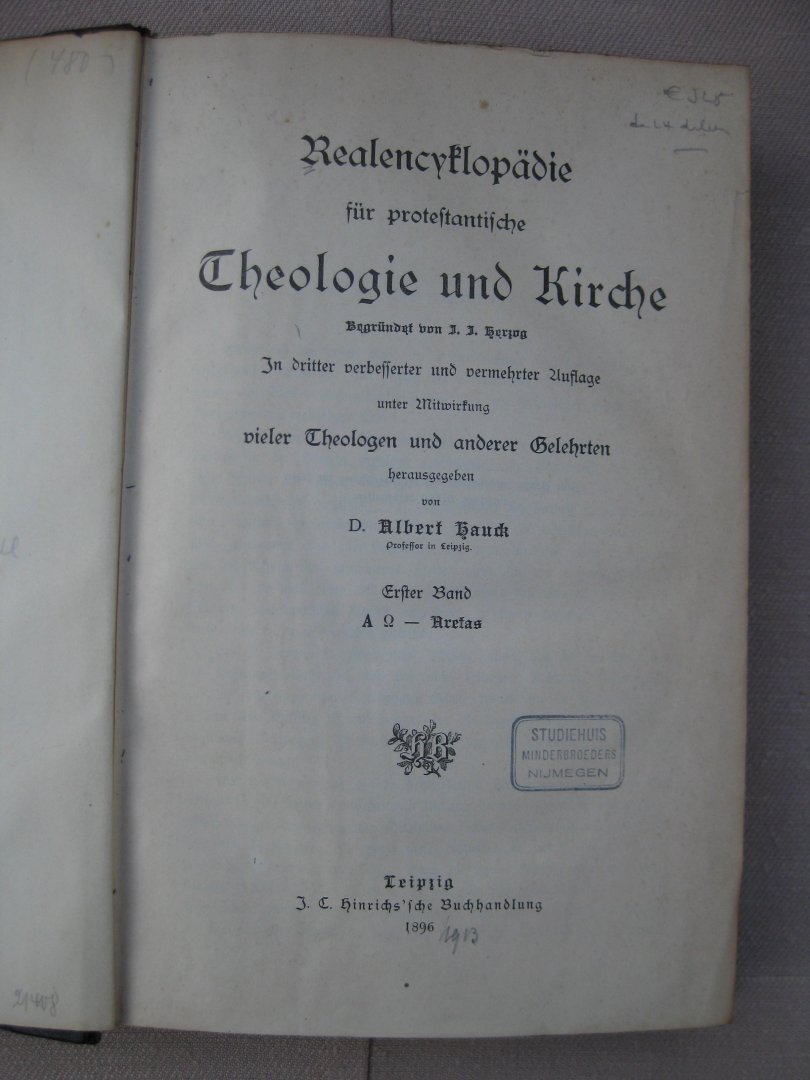 (480)
Realencyklopädie
für protestantische
Theologie und Kirche
Begründet von J. J. Herzog
In dritter verbesserter und vermehrter Auflage
unter Mitwirkung
vieler Theologen und anderer Gelehrten
herausgegeben
von
D. Albert Hauck
Professor in Leipzig.
Erster Band
A Ω — Aretas
HB
STUDIEHUIS
MINDERBROEDERS
NIJMEGEN
Leipzig
J. C. Hinrichs'sche Buchhandlung
1896 1913
21408